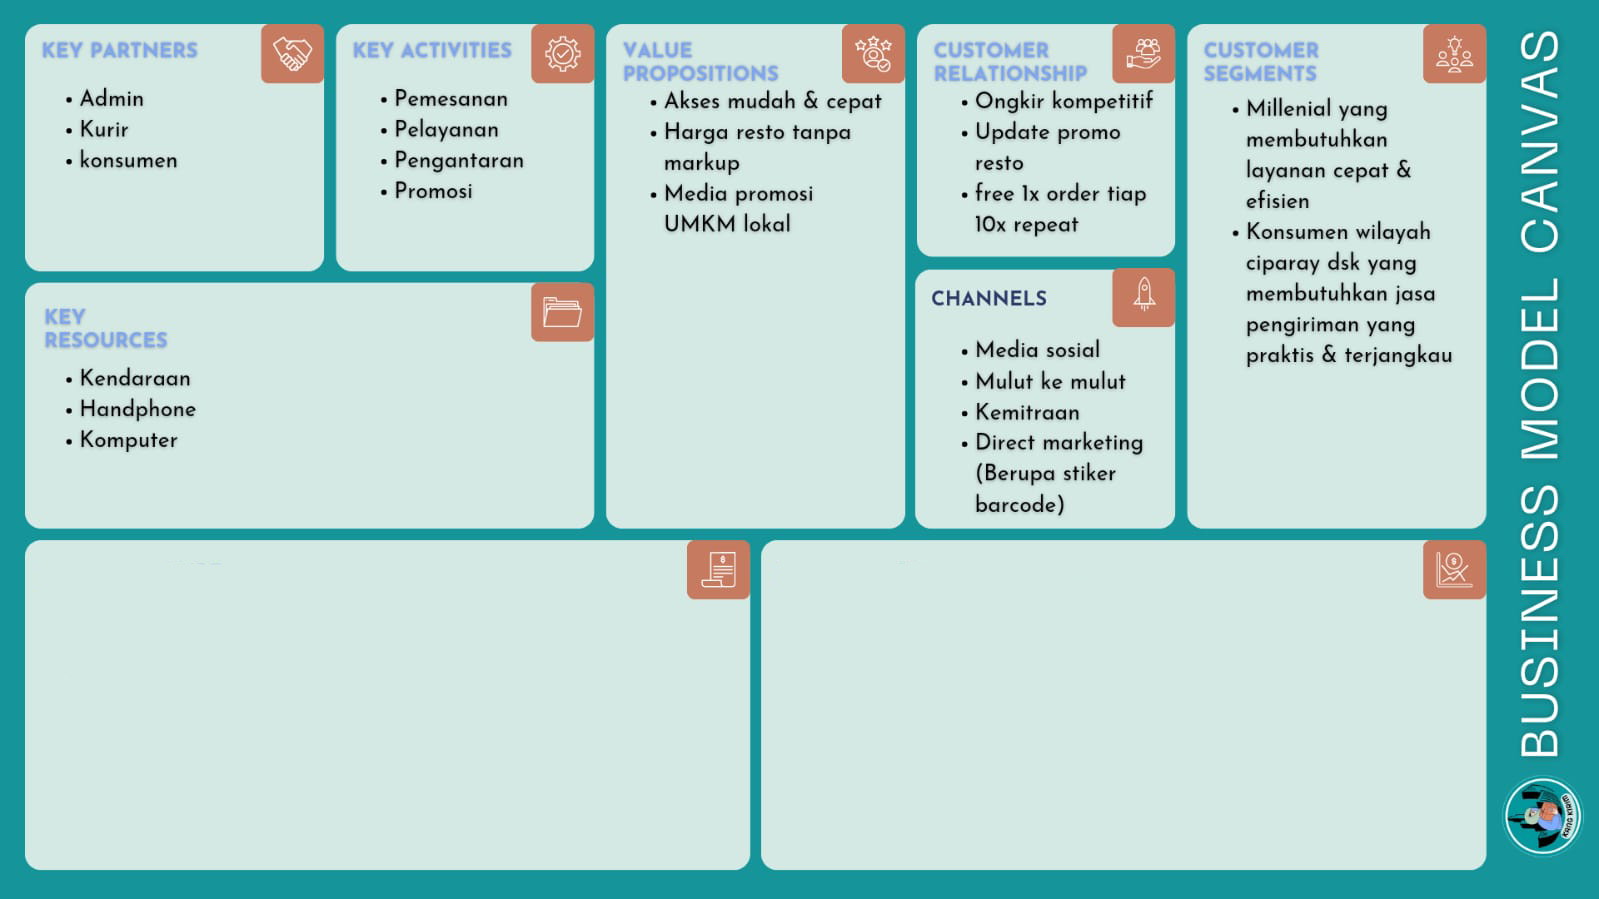 KEY PARTNERS
• Admin
• Kurir
• konsumen
KEY ACTIVITIES
• Pemesanan
• Pelayanan
• Pengantaran
• Promosi
VALUE
PROPOSITIONS
• Akses mudah & cepat
• Harga resto tanpa
markup
• Media promosi
UMKM lokal
CUSTOMER
RELATIONSHIP
• Ongkir kompetitif
• Update promo
resto
• free 1x order tiap
10x repeat
CUSTOMER
SEGMENTS
• Millenial yang
membutuhkan
layanan cepat &
efisien
• Konsumen wilayah
ciparay dsk yang
membutuhkan jasa
pengiriman yang
praktis & terjangkau
KEY
RESOURCES
• Kendaraan
• Handphone
• Komputer
CHANNELS
• Media sosial
• Mulut ke mulut
• Kemitraan
• Direct marketing
(Berupa stiker
barcode)
BUSINESS MODEL CANVAS
KANG KIRIM